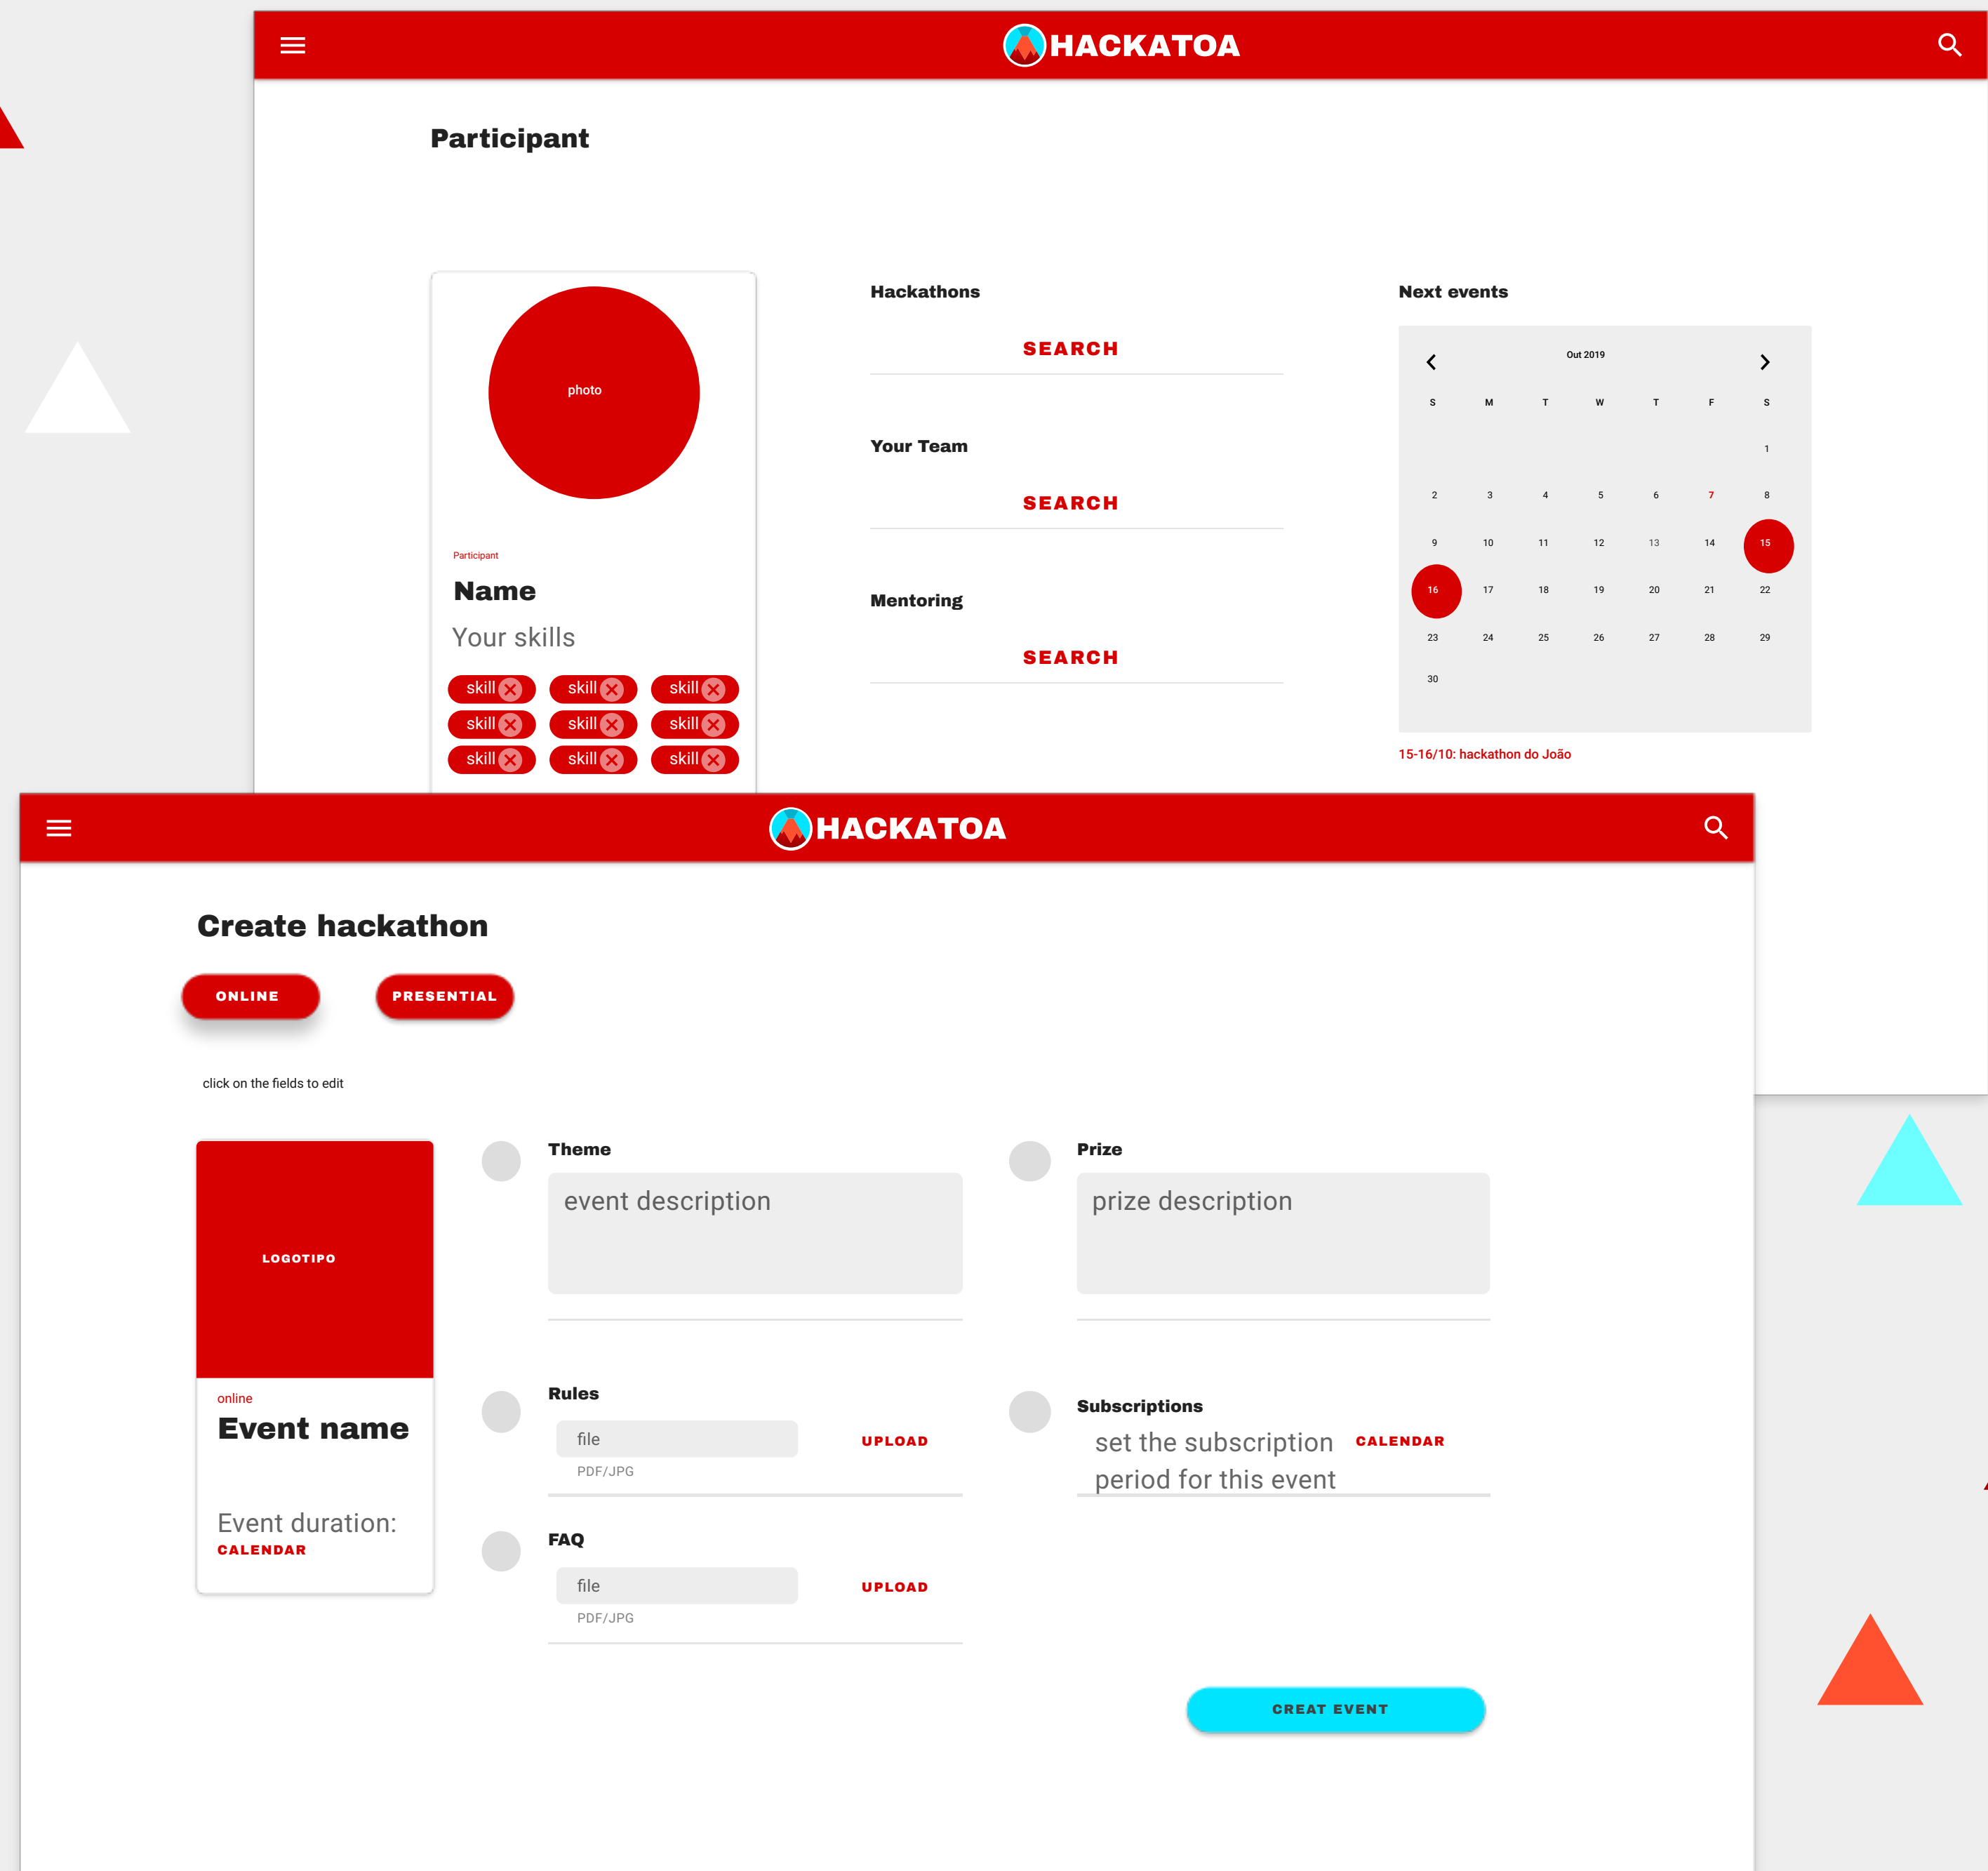 HACKATOA
Participant
photo
Participant
Name
Your skills
skill skill skill
skill skill skill
skill skill skill
Hackathons
SEARCH
Your Team
SEARCH
Mentoring
SEARCH
Next events
Out 2019
S M T W T F S
1
2 3 4 5 6 7 8
9 10 11 12 13 14 15
16 17 18 19 20 21 22
23 24 25 26 27 28 29
30
15-16/10: hackathon do João
HACKATOA
Create hackathon
ONLINE PRESENTIAL
click on the fields to edit
LOGOTIPO
online
Event name
Event duration:
CALENDAR
Theme
event description
Rules
file UPLOAD
PDF/JPG
FAQ
file UPLOAD
PDF/JPG
Prize
prize description
Subscriptions
set the subscription CALENDAR
period for this event
CREAT EVENT